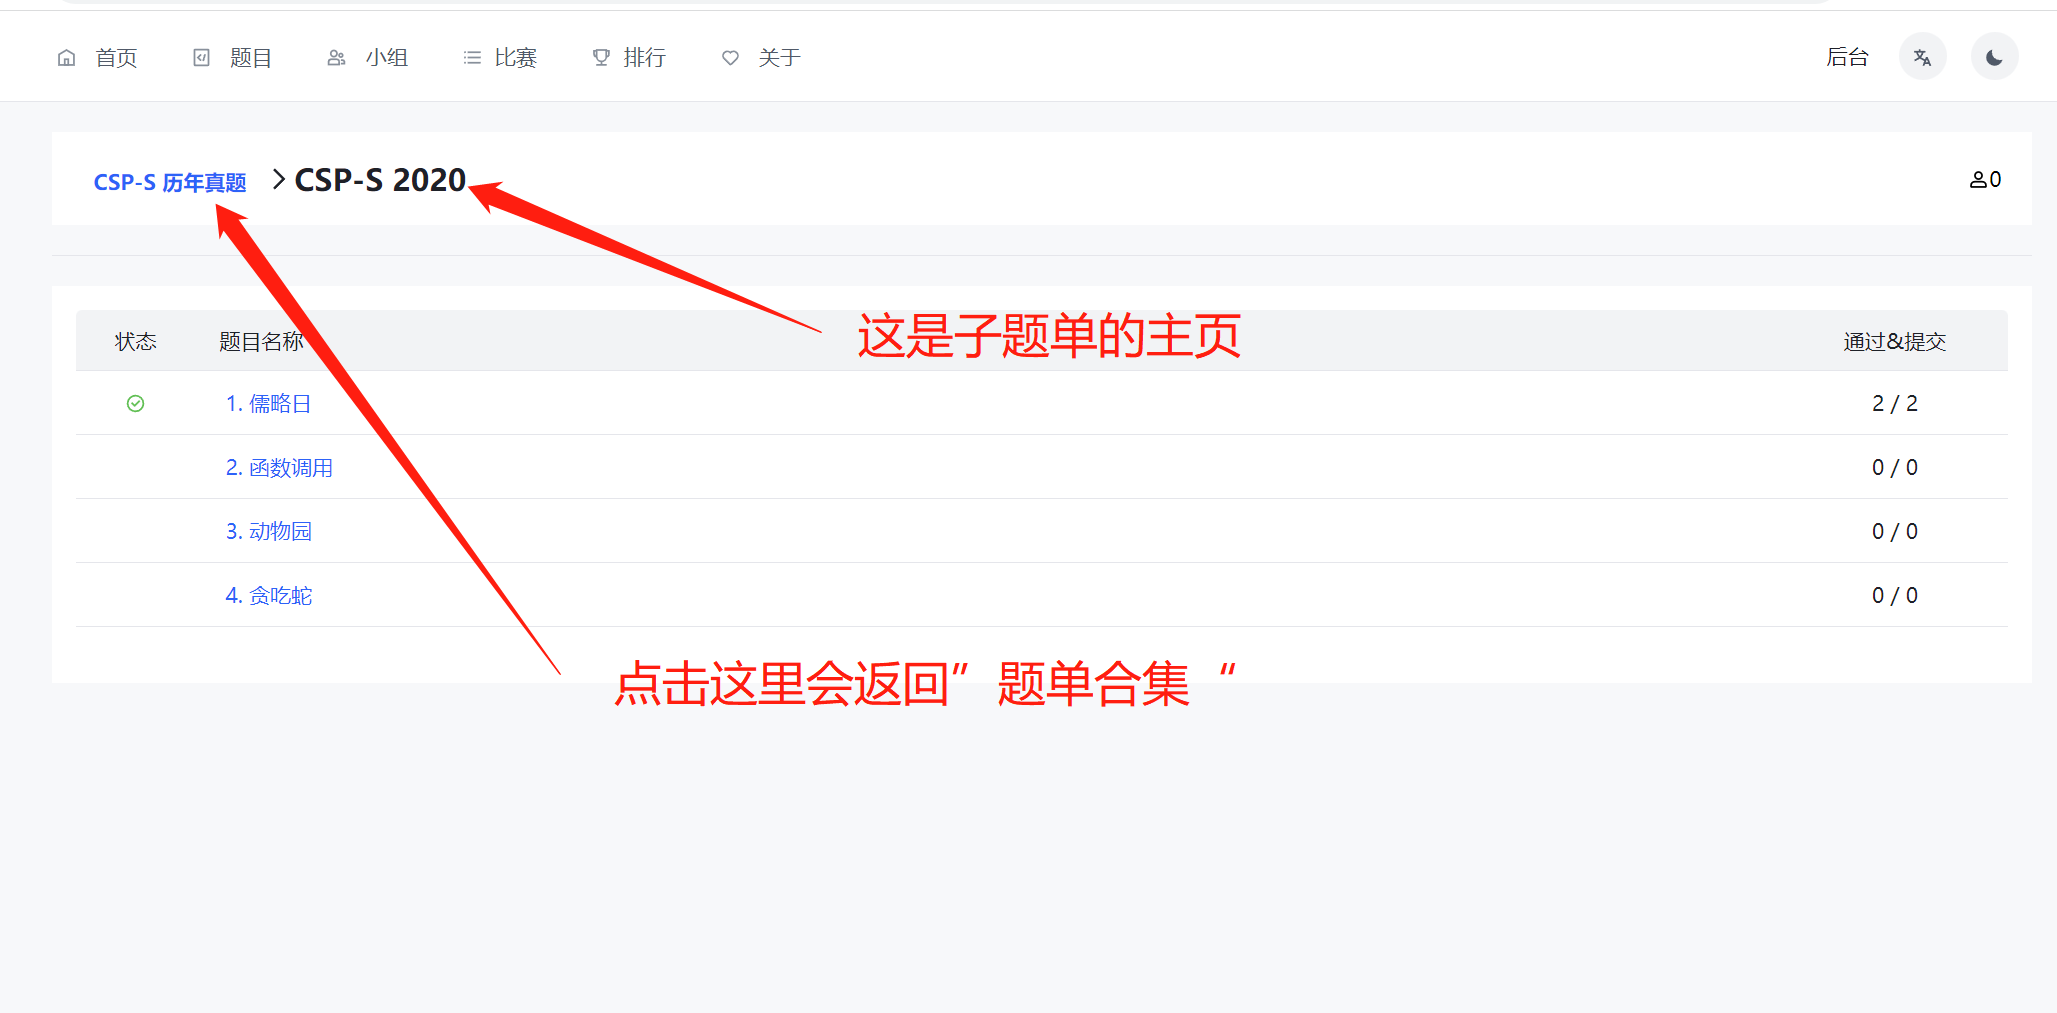 首页 题目 小组 比赛 排行 关于 后台
CSP-S 历年真题 CSP-S 2020 0
这是子题单的主页
状态 题目名称 通过&提交
1. 儒略日 2 / 2
2. 函数调用 0 / 0
3. 动物园 0 / 0
4. 贪吃蛇 0 / 0
点击这里会返回”题单合集“